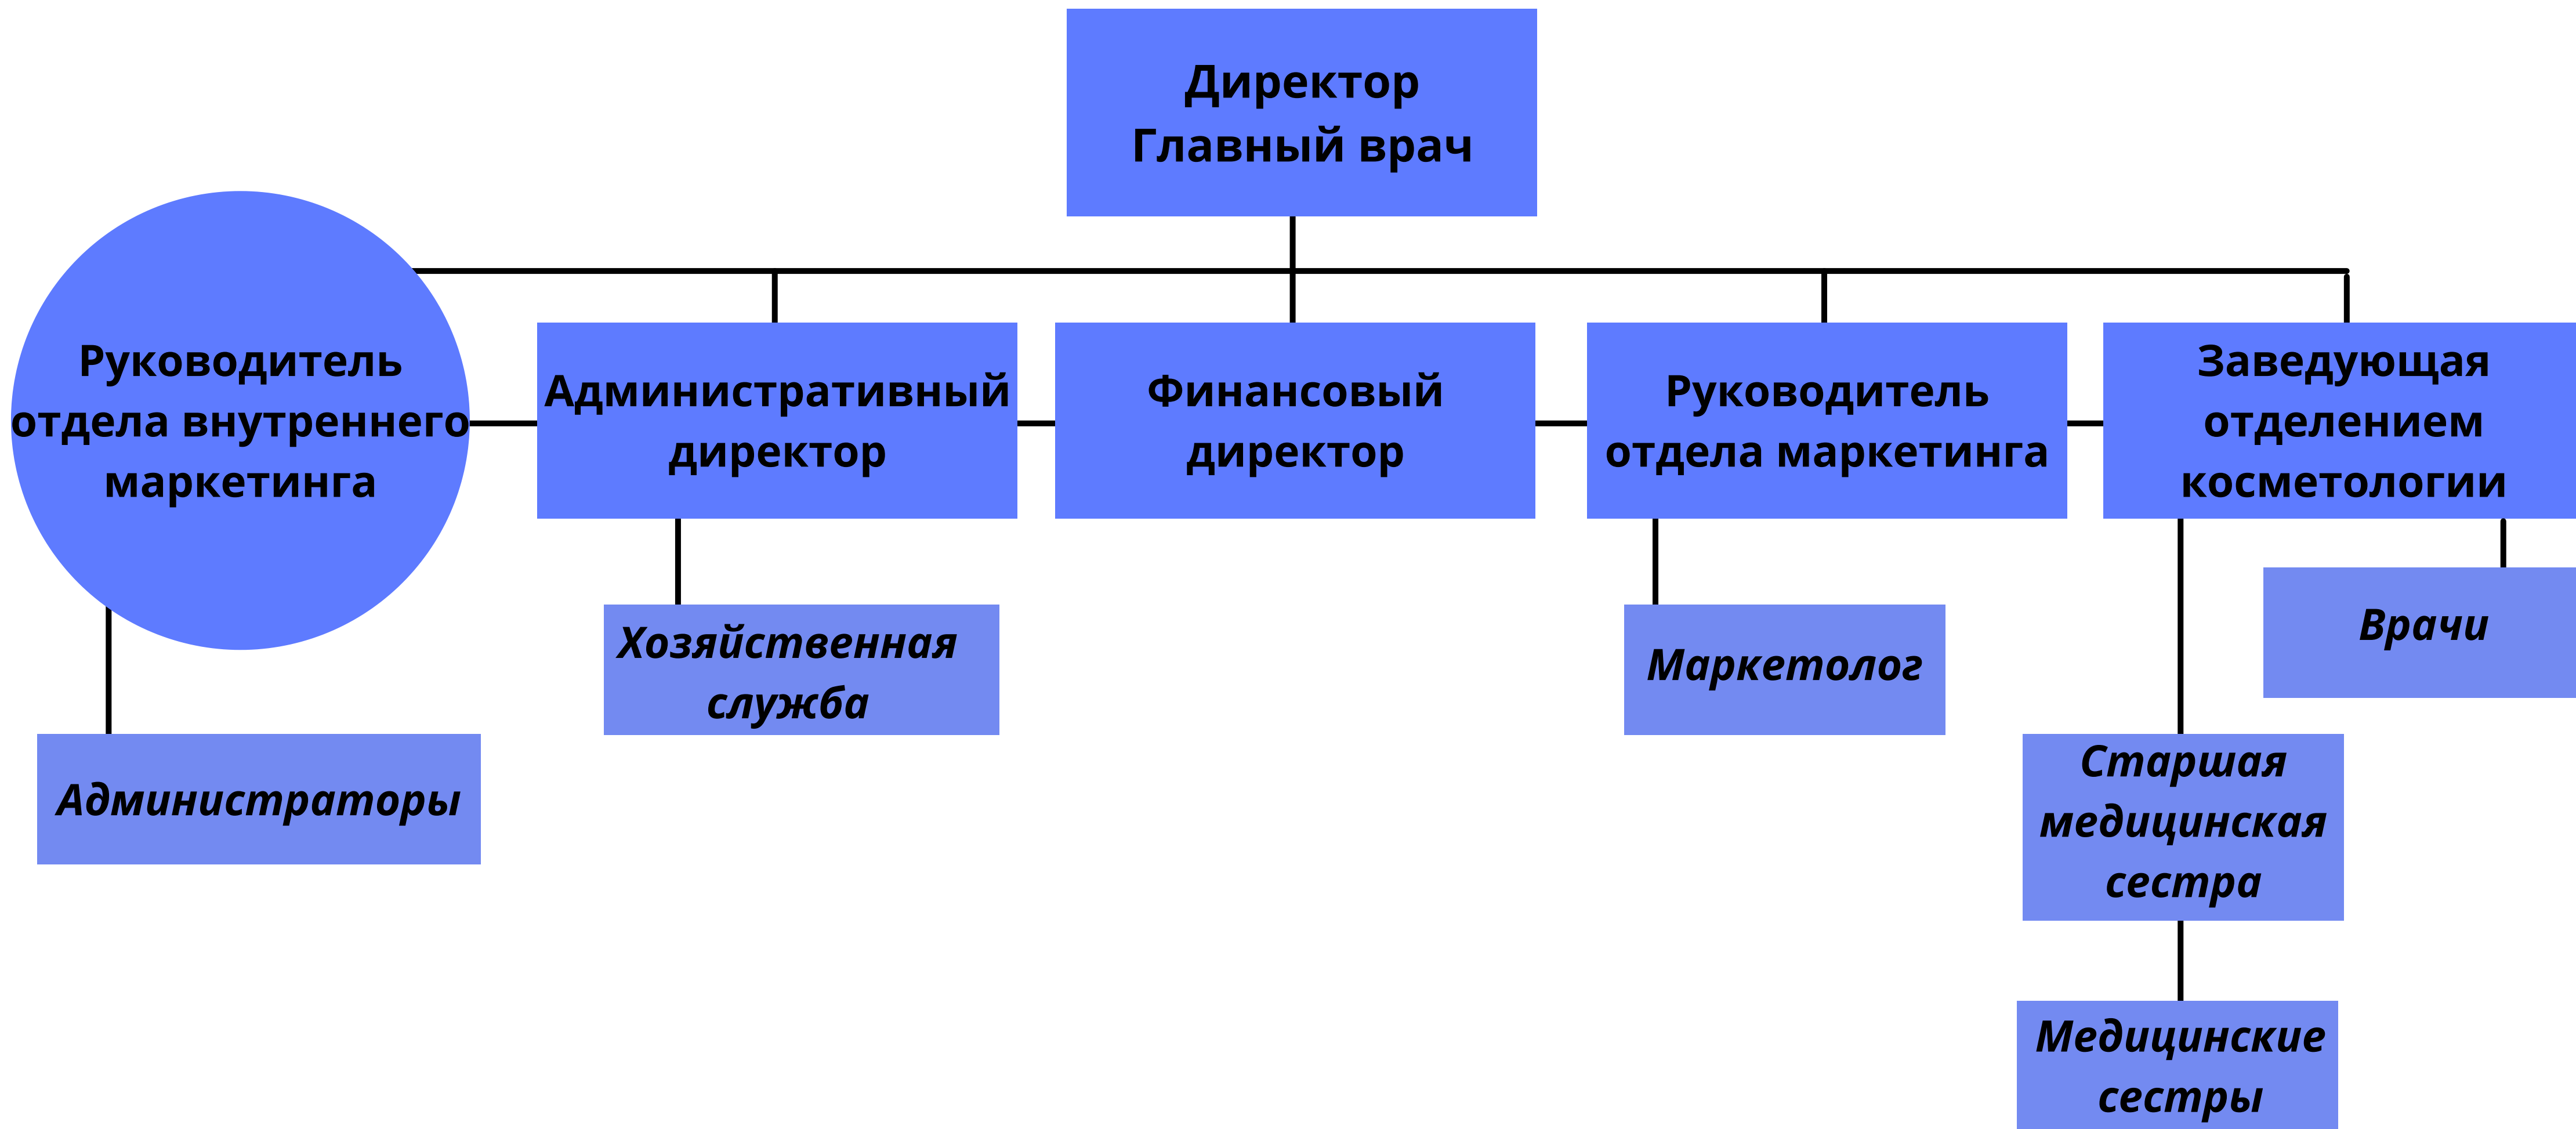 Директор
Главный врач
Руководитель
отдела внутреннего
маркетинга
Административный
директор
Финансовый
директор
Руководитель
отдела маркетинга
Заведующая
отделением
косметологии
Администраторы
Хозяйственная
служба
Маркетолог
Врачи
Старшая
медицинская
сестра
Медицинские
сестры